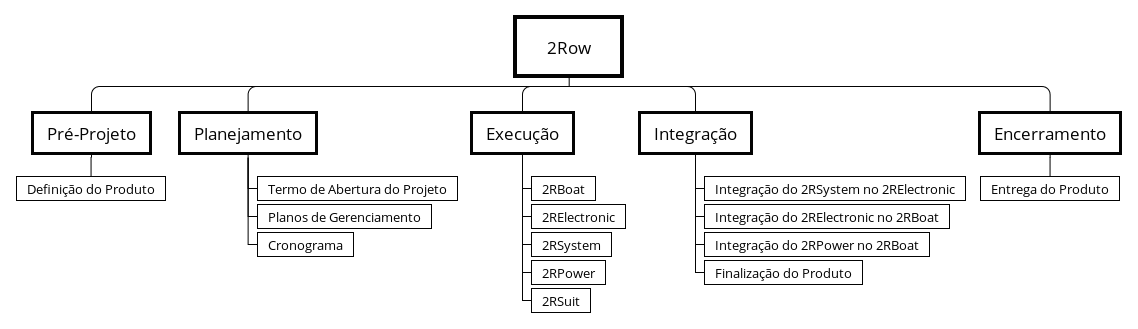 2Row
Pré-Projeto
Planejamento
Execução
Integração
Encerramento
Definição do Produto
Termo de Abertura do Projeto
Planos de Gerenciamento
Cronograma
2RBoat
2RElectronic
2RSystem
2RPower
2RSuit
Integração do 2RSystem no 2RElectronic
Integração do 2RElectronic no 2RBoat
Integração do 2RPower no 2RBoat
Finalização do Produto
Entrega do Produto